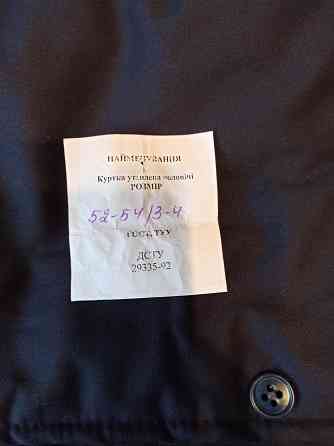 НАЙМЕНУВАННЯ
Куртка утеплена чоловічі
РОЗМІР
52-54/3-4
ГОСТ, ТУУ
ДСТУ
29335-92